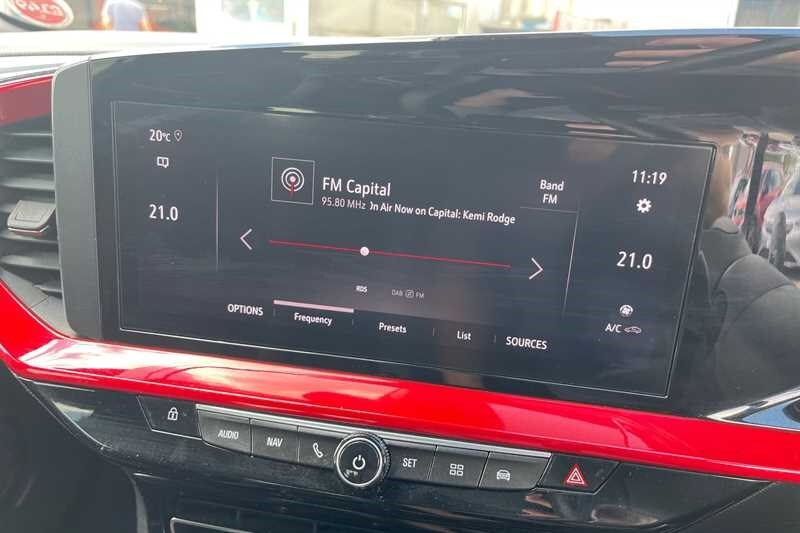 20°C
11:19
FM Capital
Band
FM
95.80 MHz On Air Now on Capital: Kemi Rodge
21.0
21.0
RDS
DAB FM
OPTIONS
Frequency
Presets
List
SOURCES
A/C
AUDIO
NAV
SET